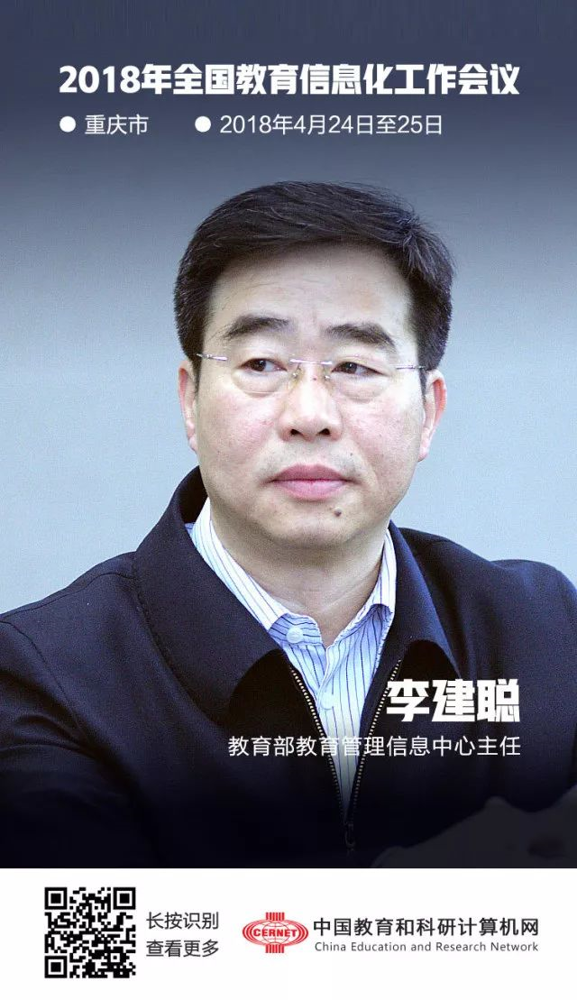 2018年全国教育信息化工作会议
● 重庆市 ● 2018年4月24日至25日
李建聪
教育部教育管理信息中心主任
长按识别
查看更多
CERNET
中国教育和科研计算机网
China Education and Research Network